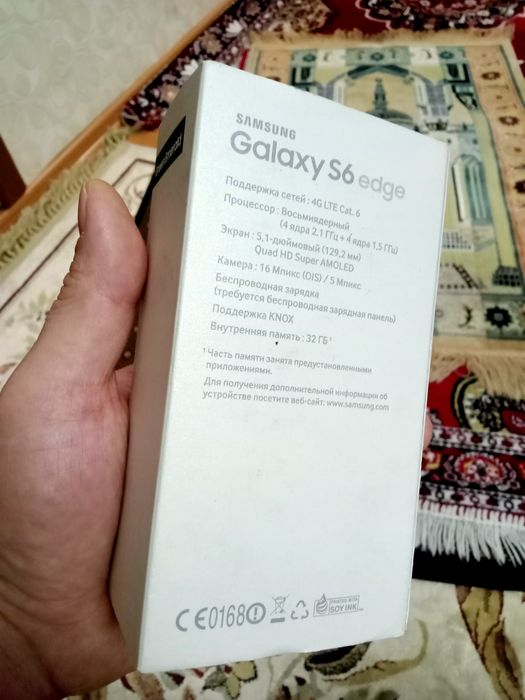 SAMSUNG
Galaxy S6 edge
Поддержка сетей : 4G LTE Cat. 6
Процессор : Восьмиядерный
(4 ядра 2,1 ГГц + 4 ядра 1,5 ГГц)
Экран : 5,1-дюймовый (129,2 мм)
Quad HD Super AMOLED
Камера : 16 Мпикс (OIS) / 5 Мпикс
Беспроводная зарядка
(требуется беспроводная зарядная панель)
Поддержка KNOX
Внутренняя память : 32 ГБ¹
¹ Часть памяти занята предустановленными
приложениями.
Для получения дополнительной информации об
устройстве посетите веб-сайт: www.samsung.com
CE0168
PRINTED WITH
SOY INK